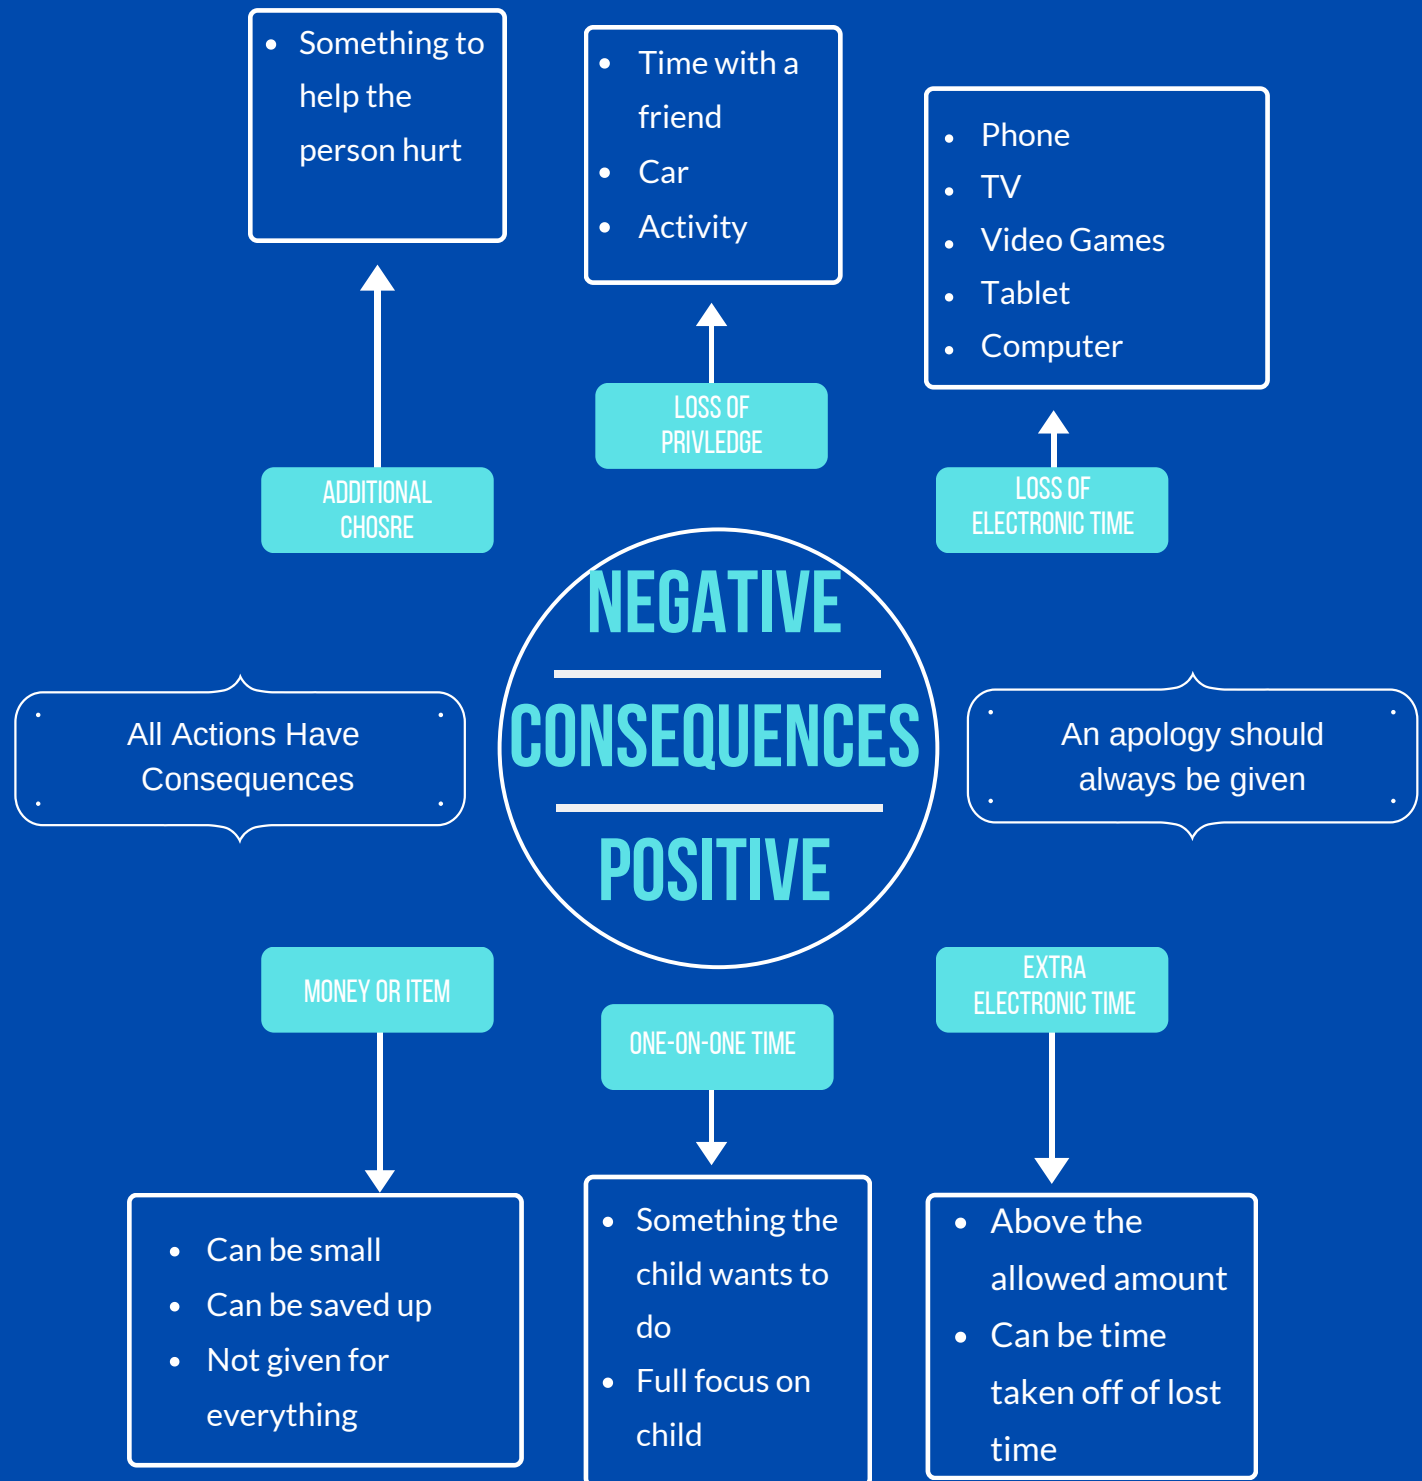 • Something to
help the
person hurt
• Time with a
friend
• Car
• Activity
• Phone
• TV
• Video Games
• Tablet
• Computer
LOSS OF
PRIVLEDGE
ADDITIONAL
CHOSRE
LOSS OF
ELECTRONIC TIME
NEGATIVE
CONSEQUENCES
POSITIVE
All Actions Have
Consequences
An apology should
always be given
MONEY OR ITEM
ONE-ON-ONE TIME
EXTRA
ELECTRONIC TIME
• Can be small
• Can be saved up
• Not given for
everything
• Something the
child wants to
do
• Full focus on
child
• Above the
allowed amount
• Can be time
taken off of lost
time